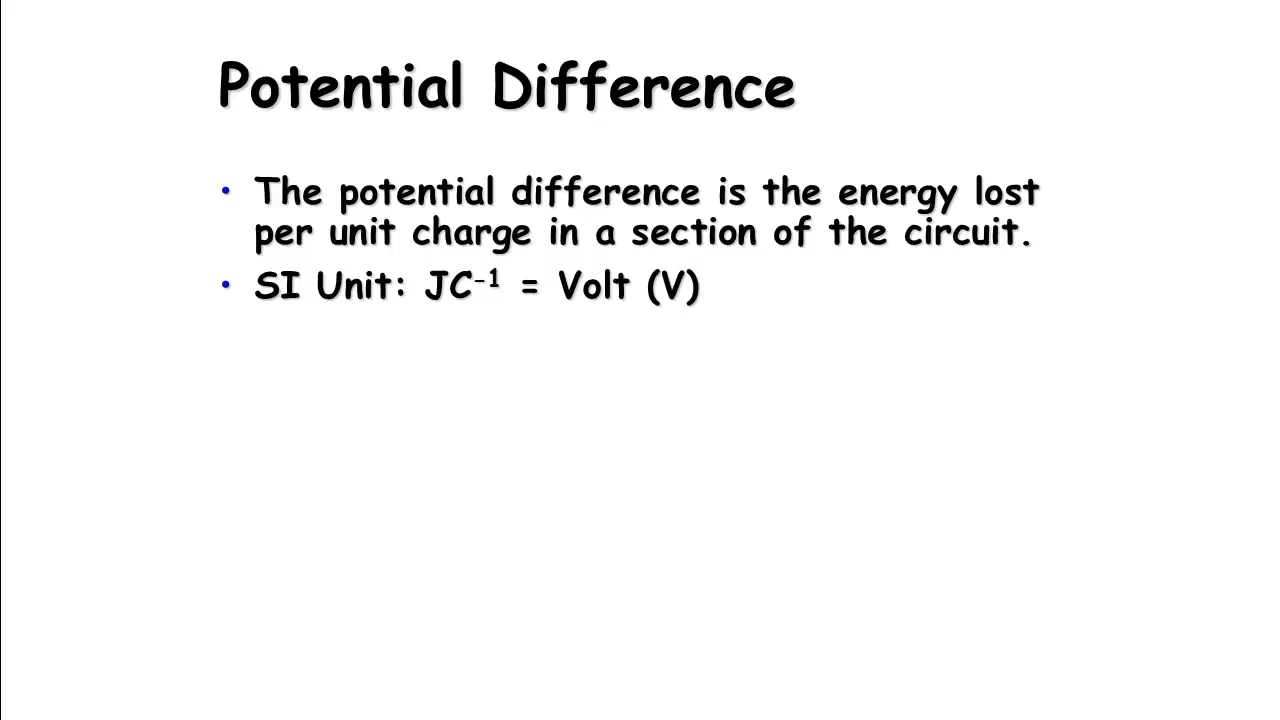 Potential Difference
• The potential difference is the energy lost
per unit charge in a section of the circuit.
• SI Unit: JC⁻¹ = Volt (V)